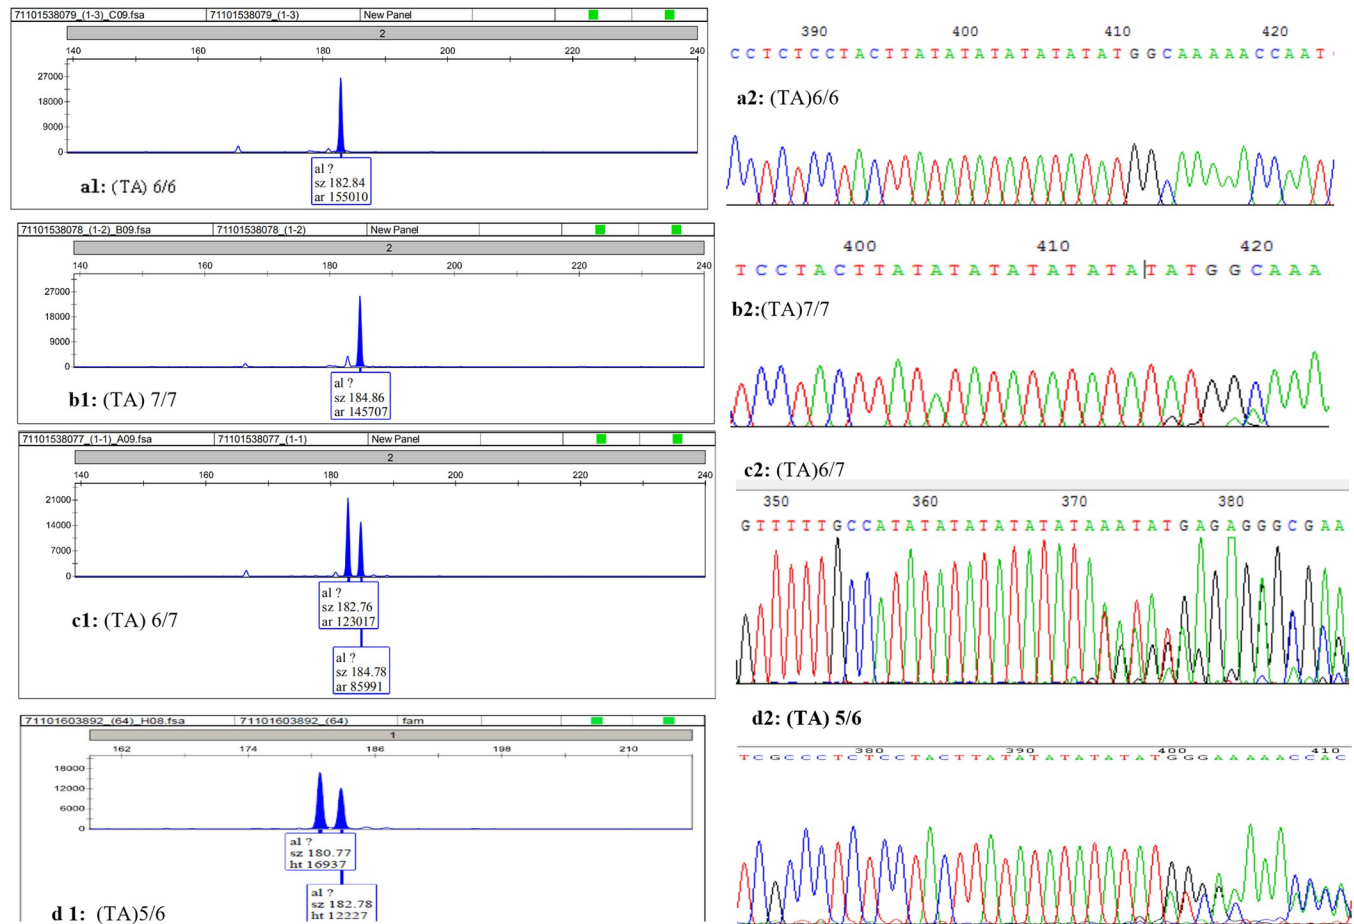 71101538079_(1-3)_C09.fsa 71101538079_(1-3) New Panel
2
140 160 180 200 220 240
27000
18000
9000
0
al ?
sz 182.84
ar 155010
a1: (TA) 6/6
71101538078_(1-2)_B09.fsa 71101538078_(1-2) New Panel
2
140 160 180 200 220 240
27000
18000
9000
0
al ?
sz 184.86
ar 145707
b1: (TA) 7/7
71101538077_(1-1)_A09.fsa 71101538077_(1-1) New Panel
2
140 160 180 200 220 240
21000
14000
7000
0
al ?
sz 182.76
ar 123017
al ?
sz 184.78
ar 85991
c1: (TA) 6/7
71101603892_(64)_H08.fsa 71101603892_(64) fam
1
162 174 186 198 210
18000
12000
6000
0
al ?
sz 180.77
ht 16937
al ?
sz 182.78
ht 12227
d 1: (TA)5/6
390 400 410 420
CCTCTCCTACTTATATATATATATATGGCAAAAACCAAT
a2: (TA)6/6
400 410 420
TCCTACTTATATATATATATATATGGCAAA
b2:(TA)7/7
c2: (TA)6/7
350 360 370 380
GTTTTTGCCATATATATATATATAAATATGAGAGGGCGAA
d2: (TA) 5/6
380 390 400 410
TCGCCCTCTCCTACTTATATATATATATGGGAAAAACCAC